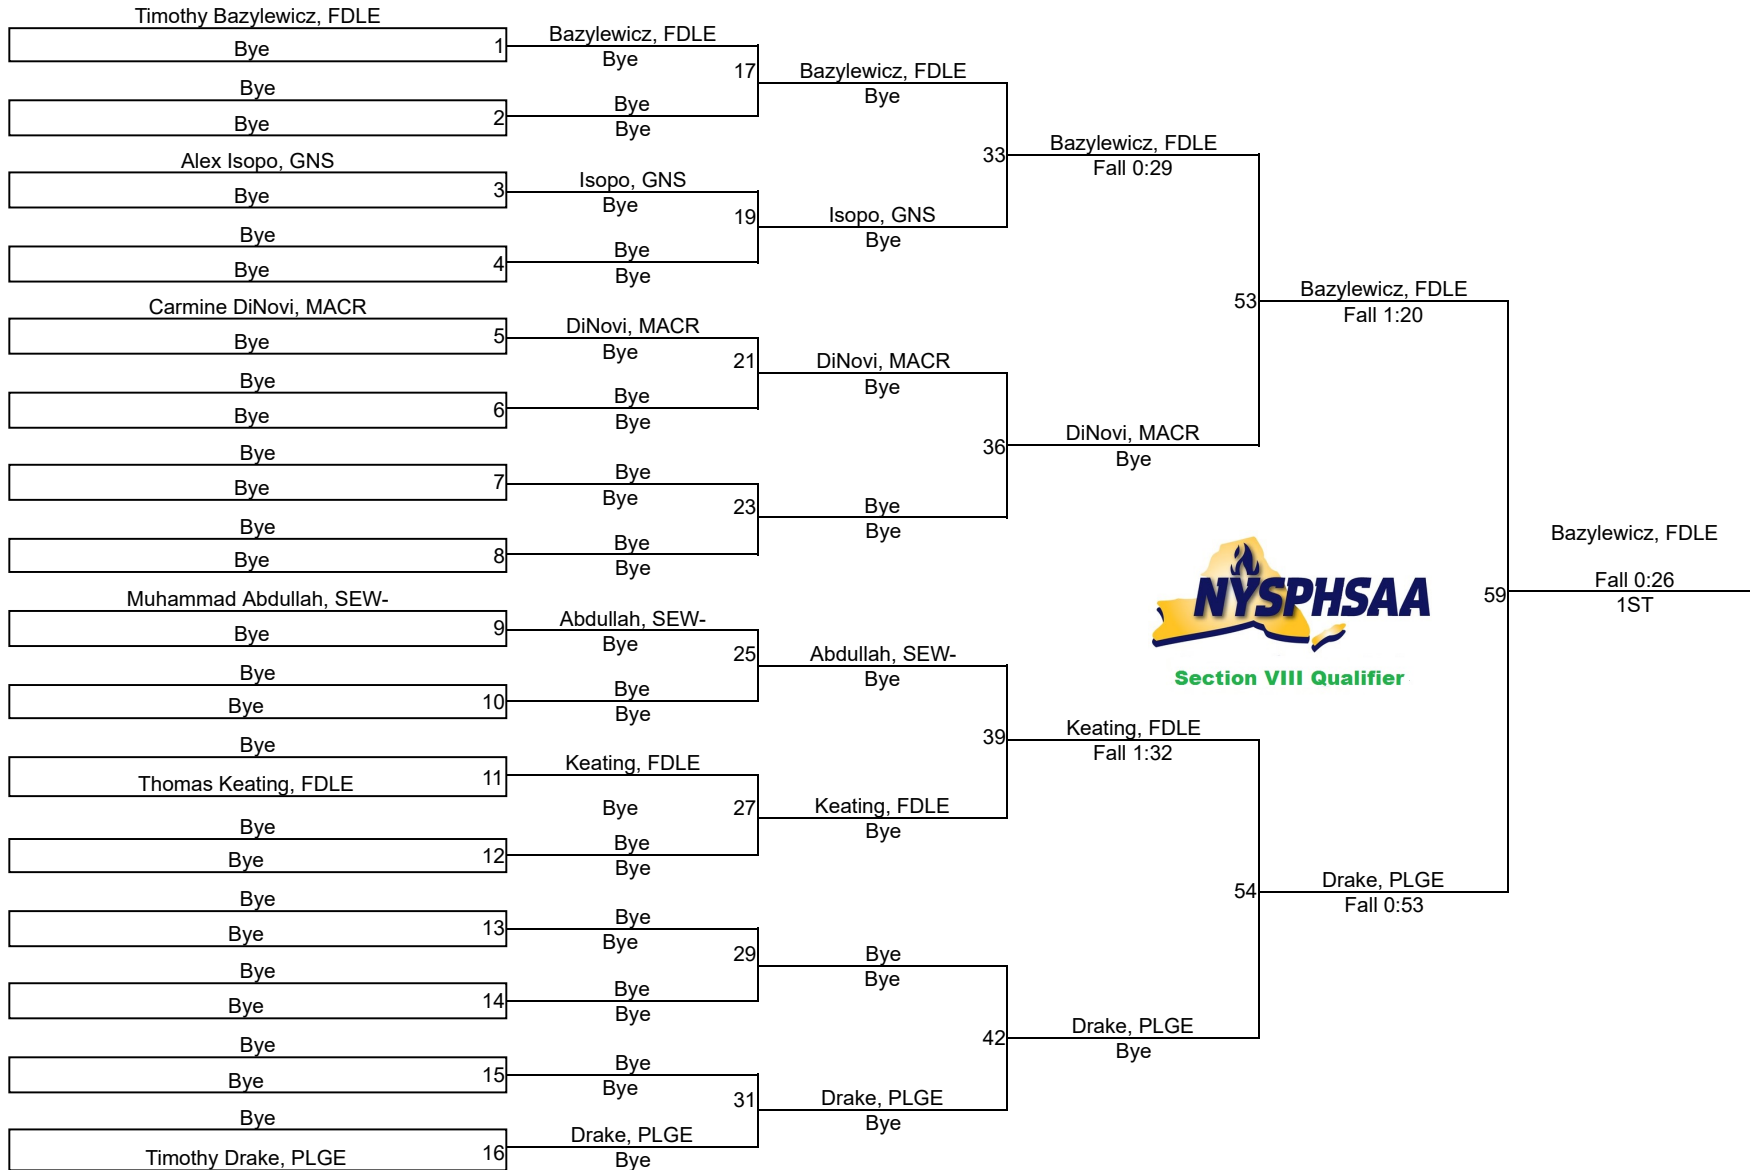 Timothy Bazylewicz, FDLE
Bye
1
Bye
Bye
2
Alex Isopo, GNS
Bye
3
Bye
Bye
4
Carmine DiNovi, MACR
Bye
5
Bye
Bye
6
Bye
Bye
7
Bye
Bye
8
Muhammad Abdullah, SEW-
Bye
9
Bye
Bye
10
Bye
Thomas Keating, FDLE
11
Bye
Bye
12
Bye
Bye
13
Bye
Bye
14
Bye
Bye
15
Bye
Timothy Drake, PLGE
16
Bazylewicz, FDLE
Bye
17
Bye
Bye
Isopo, GNS
Bye
19
Bye
Bye
DiNovi, MACR
Bye
21
Bye
Bye
Bye
Bye
23
Bye
Bye
Abdullah, SEW-
Bye
25
Bye
Bye
Keating, FDLE
Bye
27
Bye
Bye
Bye
Bye
29
Bye
Bye
Bye
Bye
31
Drake, PLGE
Bye
Bazylewicz, FDLE
Bye
33
Isopo, GNS
Bye
DiNovi, MACR
Bye
36
Bye
Bye
Abdullah, SEW-
Bye
39
Keating, FDLE
Bye
Bye
Bye
42
Drake, PLGE
Bye
Bazylewicz, FDLE
Fall 0:29
53
DiNovi, MACR
Bye
Keating, FDLE
Fall 1:32
54
Drake, PLGE
Bye
Bazylewicz, FDLE
Fall 1:20
59
Drake, PLGE
Fall 0:53
Bazylewicz, FDLE
Fall 0:26
1ST
NYSPHSAA
Section VIII Qualifier